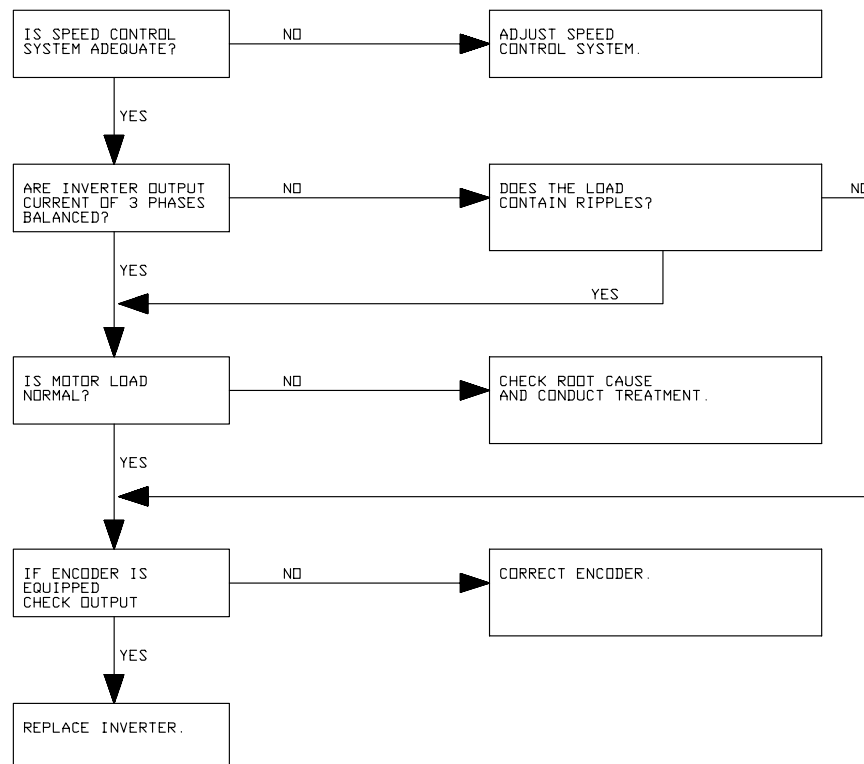 IS SPEED CONTROL
SYSTEM ADEQUATE?
NO
ADJUST SPEED
CONTROL SYSTEM.
YES
ARE INVERTER OUTPUT
CURRENT OF 3 PHASES
BALANCED?
NO
DOES THE LOAD
CONTAIN RIPPLES?
NO
YES
YES
IS MOTOR LOAD
NORMAL?
NO
CHECK ROOT CAUSE
AND CONDUCT TREATMENT.
YES
IF ENCODER IS
EQUIPPED
CHECK OUTPUT
NO
CORRECT ENCODER.
YES
REPLACE INVERTER.